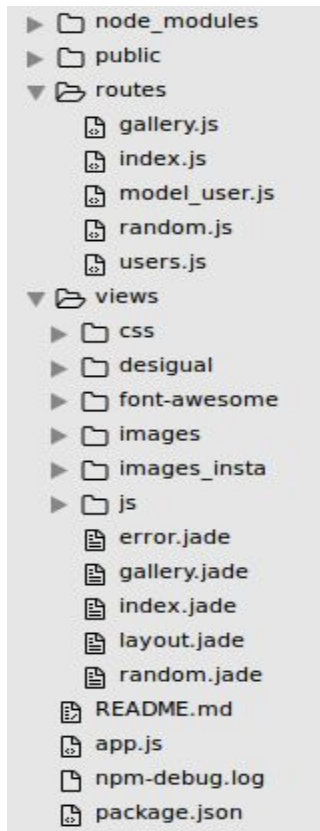 node_modules
public
routes
gallery.js
index.js
model_user.js
random.js
users.js
views
css
desigual
font-awesome
images
images_insta
js
error.jade
gallery.jade
index.jade
layout.jade
random.jade
README.md
app.js
npm-debug.log
package.json